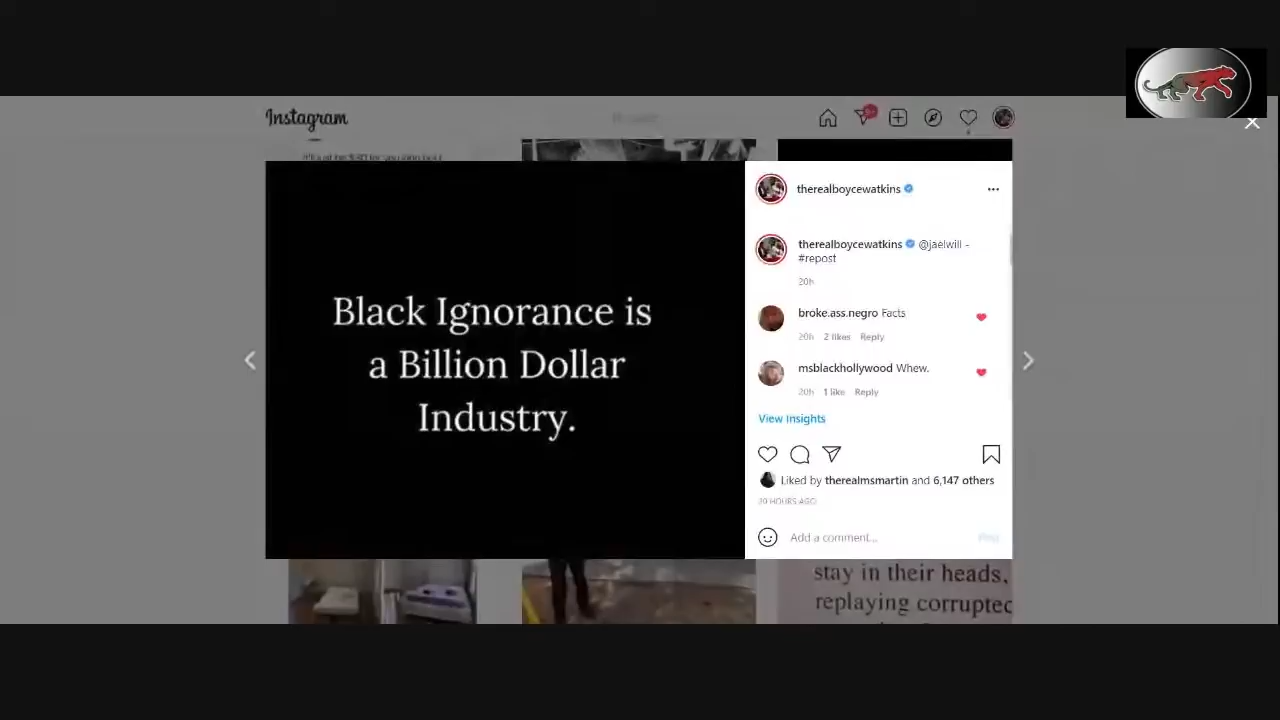 Instagram
therealboycewatkins
therealboycewatkins @jaelwill -
#repost
20h
broke.ass.negro Facts
20h 2 likes Reply
msblackhollywood Whew.
20h 1 like Reply
View Insights
Liked by therealmsmartin and 6,147 others
20 HOURS AGO
Add a comment...
Post
Black Ignorance is
a Billion Dollar
Industry.
stay in their heads,
replaying corrupted